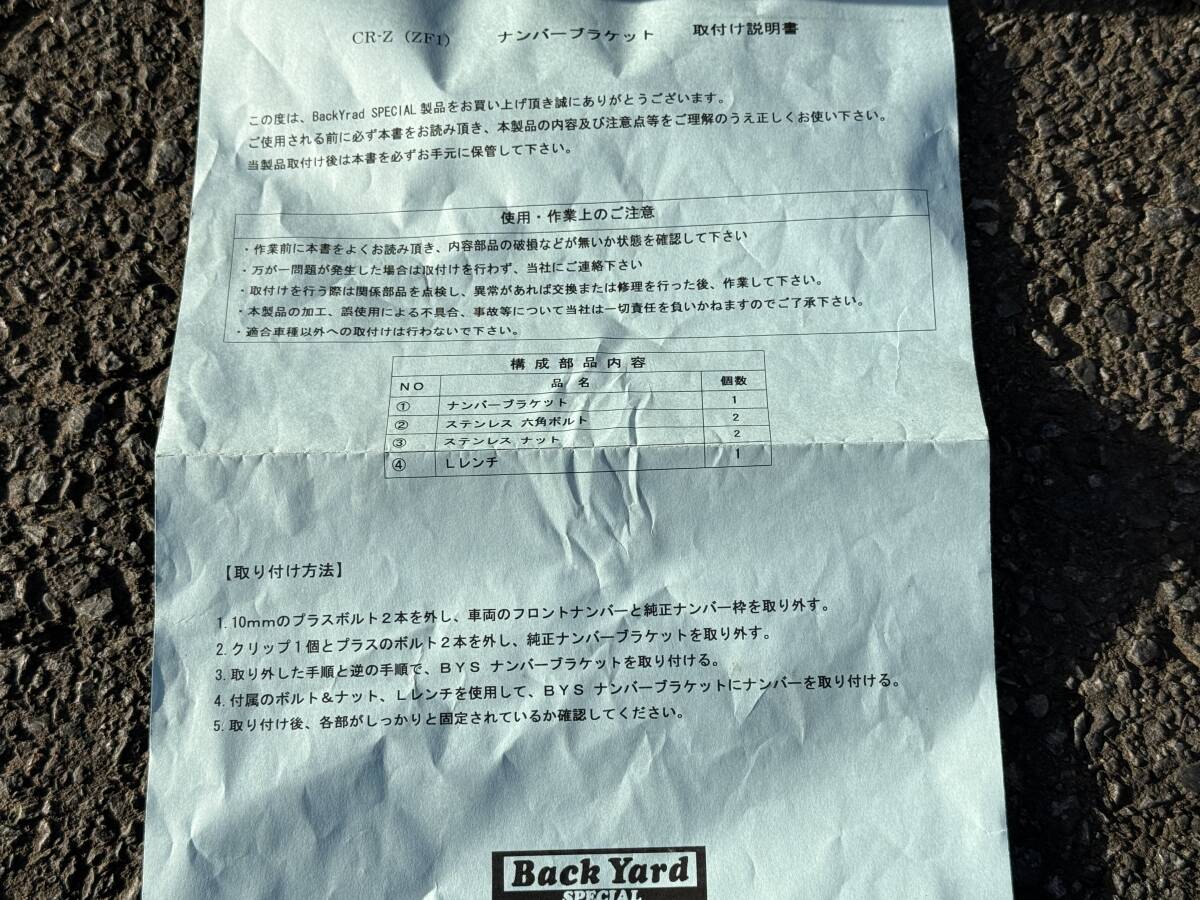 CR-Z (ZF1) ナンバーブラケット 取付け説明書
この度は、BackYrad SPECIAL 製品をお買い上げ頂き誠にありがとうございます。
ご使用される前に必ず本書をお読み頂き、本製品の内容及び注意点等をご理解のうえ正しくお使い下さい。
当製品取付け後は本書を必ずお手元に保管して下さい。
使用・作業上のご注意
・作業前に本書をよくお読み頂き、内容部品の破損などが無いか状態を確認して下さい
・万が一問題が発生した場合は取付けを行わず、当社にご連絡下さい
・取付けを行う際は関係部品を点検し、異常があれば交換または修理を行った後、作業して下さい。
・本製品の加工、誤使用による不具合、事故等について当社は一切責任を負いかねますのでご了承下さい。
・適合車種以外への取付けは行わないで下さい。
構成部品内容
NO 品 名 個数
① ナンバーブラケット 1
② ステンレス 六角ボルト 2
③ ステンレス ナット 2
④ Lレンチ 1
【取り付け方法】
1. 10mmのプラスボルト2本を外し、車両のフロントナンバーと純正ナンバー枠を取り外す。
2. クリップ1個とプラスのボルト2本を外し、純正ナンバーブラケットを取り外す。
3. 取り外した手順と逆の手順で、BYS ナンバーブラケットを取り付ける。
4. 付属のボルト&ナット、Lレンチを使用して、BYS ナンバーブラケットにナンバーを取り付ける。
5. 取り付け後、各部がしっかりと固定されているか確認してください。
Back Yard
SPECIAL